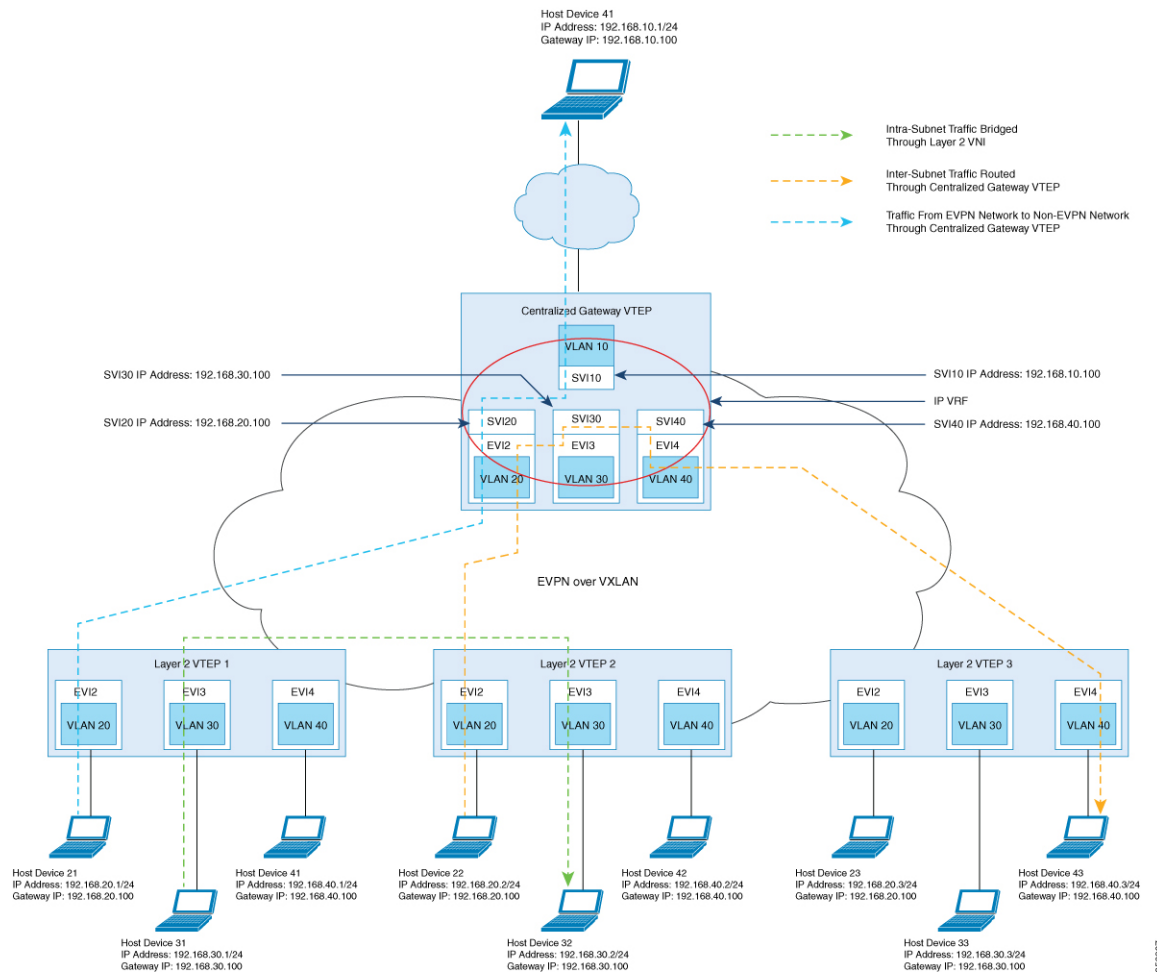 Host Device 41
IP Address: 192.168.10.1/24
Gateway IP: 192.168.10.100
Intra-Subnet Traffic Bridged
Through Layer 2 VNI
Inter-Subnet Traffic Routed
Through Centralized Gateway VTEP
Traffic From EVPN Network to Non-EVPN Network
Through Centralized Gateway VTEP
Centralized Gateway VTEP
VLAN 10
SVI10
SVI30 IP Address: 192.168.30.100
SVI10 IP Address: 192.168.10.100
IP VRF
SVI20 IP Address: 192.168.20.100
SVI40 IP Address: 192.168.40.100
SVI20
EVI2
VLAN 20
SVI30
EVI3
VLAN 30
SVI40
EVI4
VLAN 40
EVPN over VXLAN
Layer 2 VTEP 1
EVI2
VLAN 20
EVI3
VLAN 30
EVI4
VLAN 40
Layer 2 VTEP 2
EVI2
VLAN 20
EVI3
VLAN 30
EVI4
VLAN 40
Layer 2 VTEP 3
EVI2
VLAN 20
EVI3
VLAN 30
EVI4
VLAN 40
Host Device 21
IP Address: 192.168.20.1/24
Gateway IP: 192.168.20.100
Host Device 41
IP Address: 192.168.40.1/24
Gateway IP: 192.168.40.100
Host Device 22
IP Address: 192.168.20.2/24
Gateway IP: 192.168.20.100
Host Device 42
IP Address: 192.168.40.2/24
Gateway IP: 192.168.40.100
Host Device 23
IP Address: 192.168.20.3/24
Gateway IP: 192.168.20.100
Host Device 43
IP Address: 192.168.40.3/24
Gateway IP: 192.168.40.100
Host Device 31
IP Address: 192.168.30.1/24
Gateway IP: 192.168.30.100
Host Device 32
IP Address: 192.168.30.2/24
Gateway IP: 192.168.30.100
Host Device 33
IP Address: 192.168.30.3/24
Gateway IP: 192.168.30.100